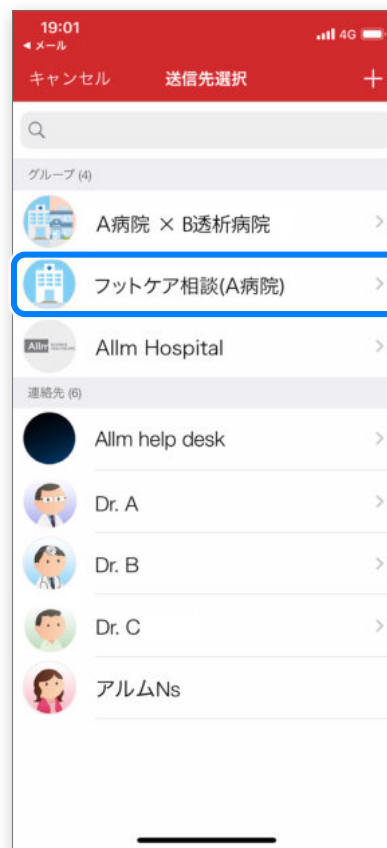 19:01
4G
◀ メール
キャンセル 送信先選択 +
グループ (4)
A病院 × B透析病院
フットケア相談(A病院)
Allm
Allm Hospital
連絡先 (6)
Allm help desk
Dr. A
Dr. B
Dr. C
アルムNs